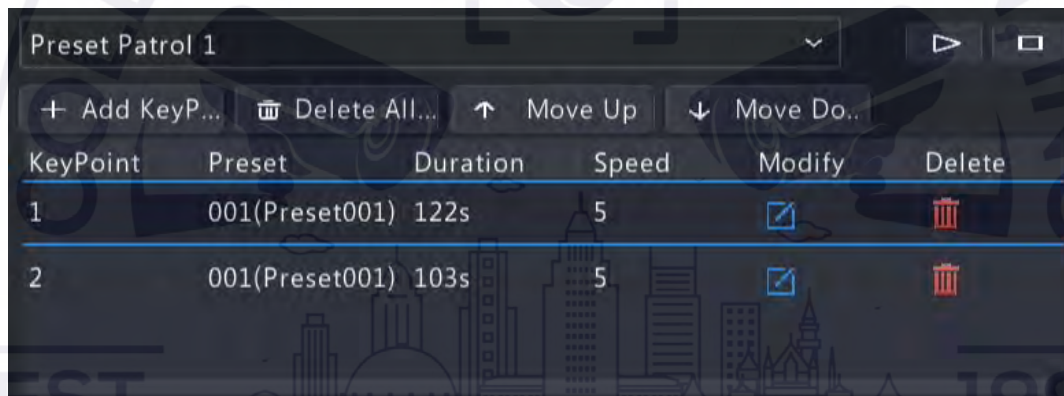 Preset Patrol 1
+ Add KeyP... Delete All... ↑ Move Up ↓ Move Do..
KeyPoint Preset Duration Speed Modify Delete
1 001(Preset001) 122s 5
2 001(Preset001) 103s 5
EST